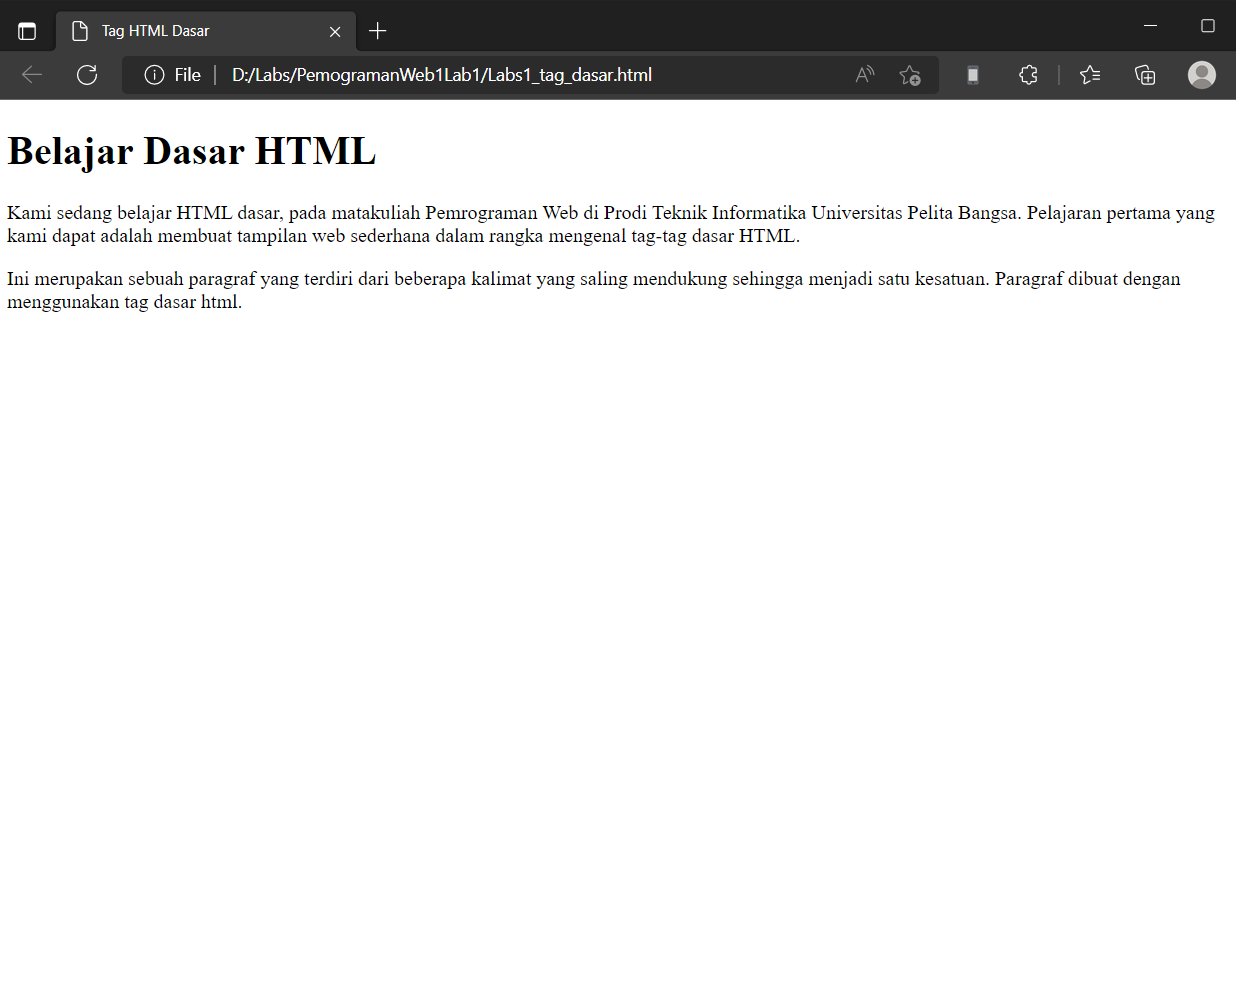 Tag HTML Dasar
File
D:/Labs/PemogramanWeb1Lab1/Labs1_tag_dasar.html
Belajar Dasar HTML
Kami sedang belajar HTML dasar, pada matakuliah Pemrograman Web di Prodi Teknik Informatika Universitas Pelita Bangsa. Pelajaran pertama yang
kami dapat adalah membuat tampilan web sederhana dalam rangka mengenal tag-tag dasar HTML.
Ini merupakan sebuah paragraf yang terdiri dari beberapa kalimat yang saling mendukung sehingga menjadi satu kesatuan. Paragraf dibuat dengan
menggunakan tag dasar html.